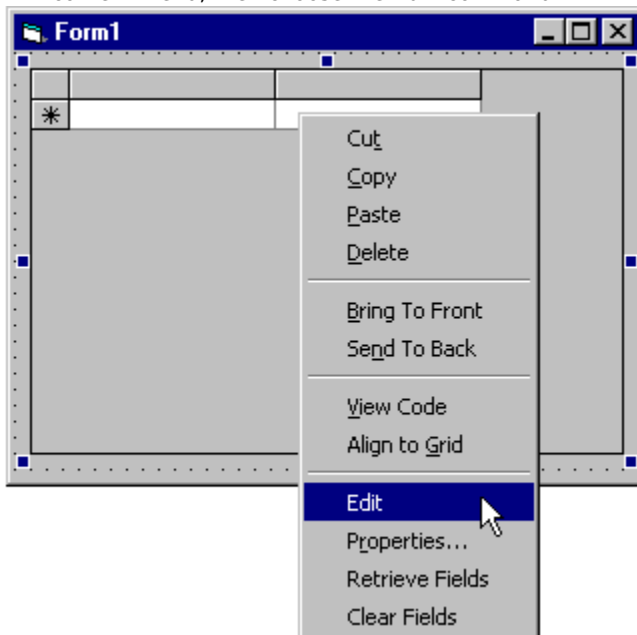 Form1
Cut
Copy
Paste
Delete
Bring To Front
Send To Back
View Code
Align to Grid
Edit
Properties...
Retrieve Fields
Clear Fields